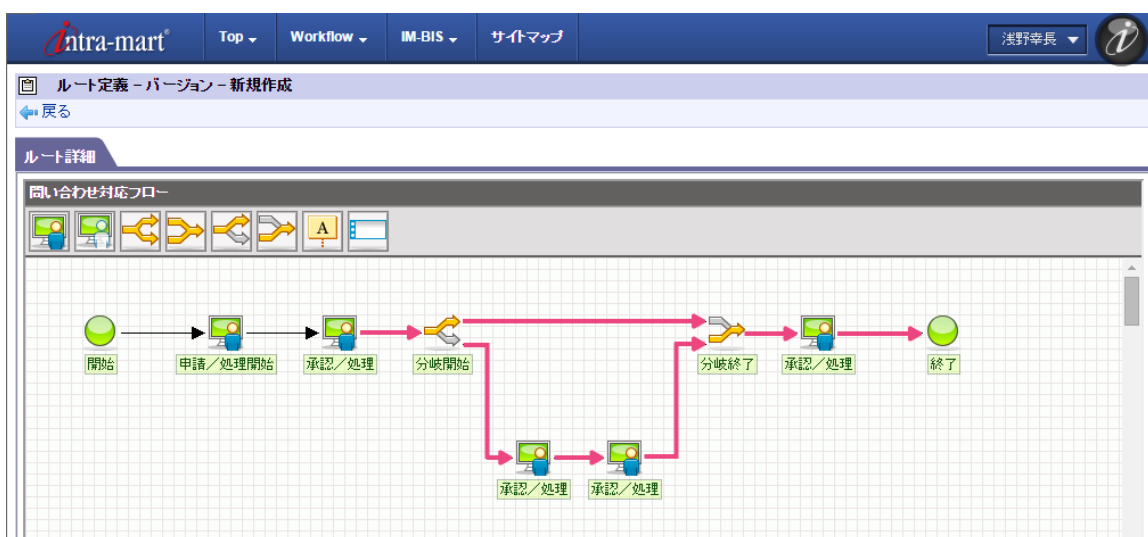 intra-mart® Top Workflow IM-BIS サイトマップ 浅野幸長
ルート定義 - バージョン - 新規作成
戻る
ルート詳細
問い合わせ対応フロー
A
開始 申請／処理開始 承認／処理 分岐開始 分岐終了 承認／処理 終了
承認／処理 承認／処理